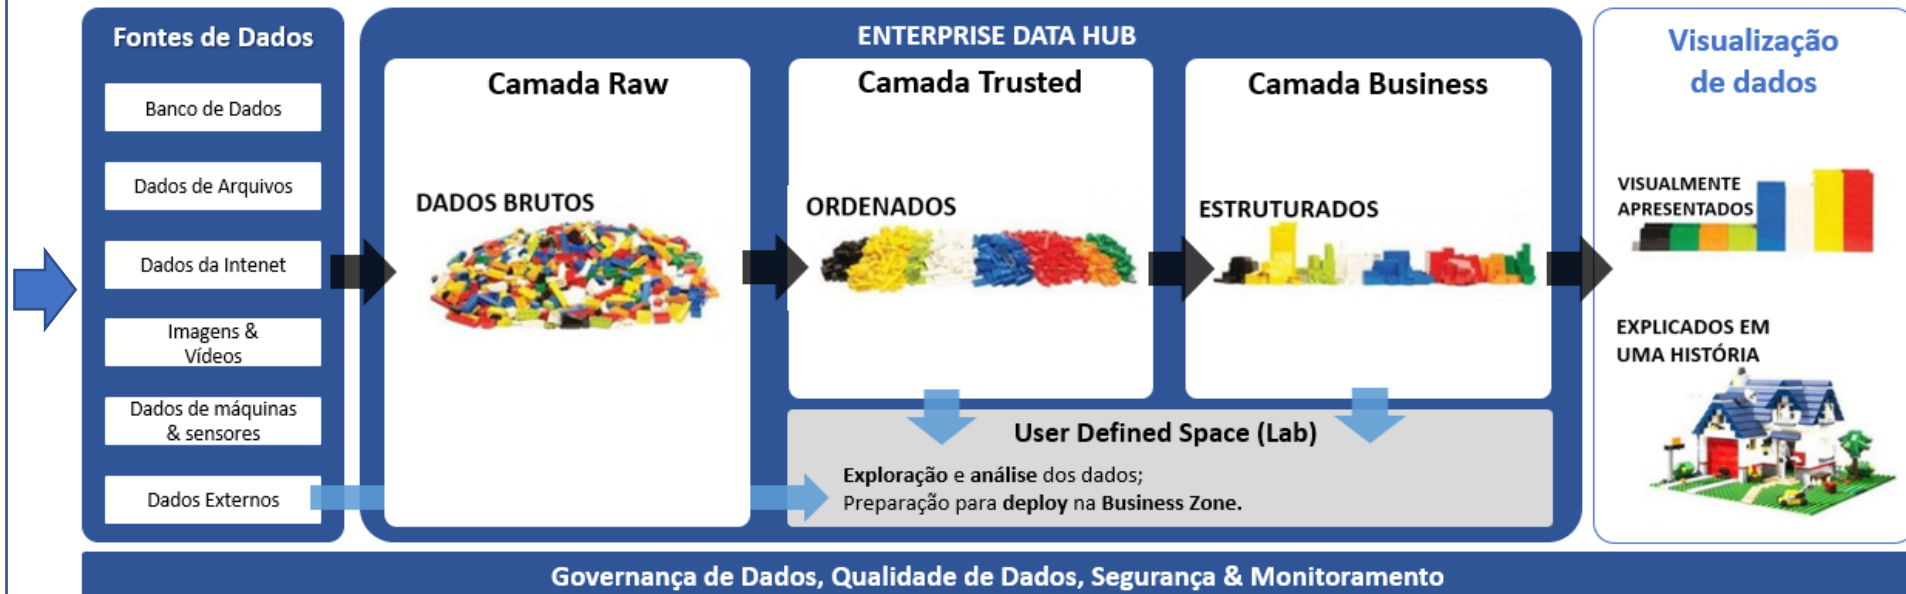 Fontes de Dados
Banco de Dados
Dados de Arquivos
Dados da Intenet
Imagens &
Vídeos
Dados de máquinas
& sensores
Dados Externos
ENTERPRISE DATA HUB
Camada Raw
DADOS BRUTOS
Camada Trusted
ORDENADOS
Camada Business
ESTRUTURADOS
User Defined Space (Lab)
Exploração e análise dos dados;
Preparação para deploy na Business Zone.
Visualização
de dados
VISUALMENTE
APRESENTADOS
EXPLICADOS EM
UMA HISTÓRIA
Governança de Dados, Qualidade de Dados, Segurança & Monitoramento